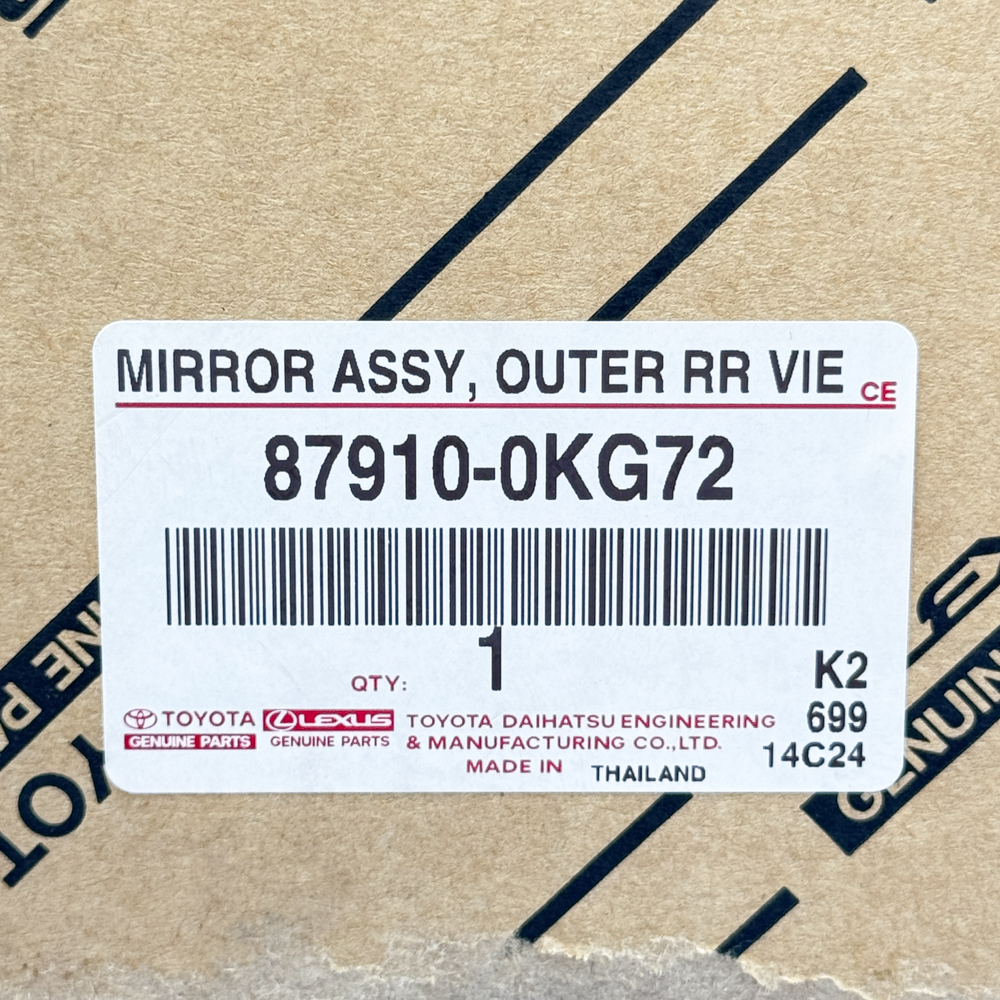 MIRROR ASSY, OUTER RR VIE CE
87910-0KG72
1
QTY:
K2
699
14C24
TOYOTA
GENUINE PARTS
LEXUS
GENUINE PARTS
TOYOTA DAIHATSU ENGINEERING
& MANUFACTURING CO.,LTD.
MADE IN THAILAND